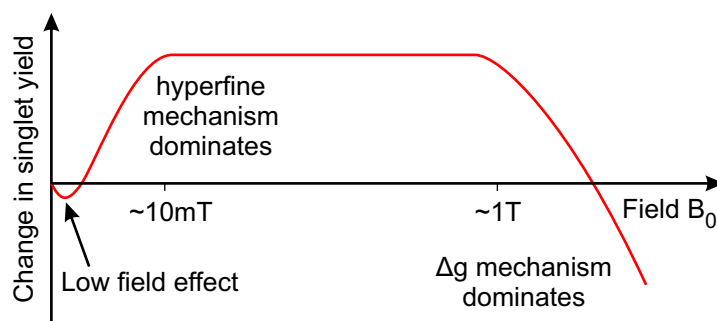 Change in singlet yield
hyperfine
mechanism
dominates
~10mT
~1T
Field B₀
Low field effect
Δg mechanism
dominates